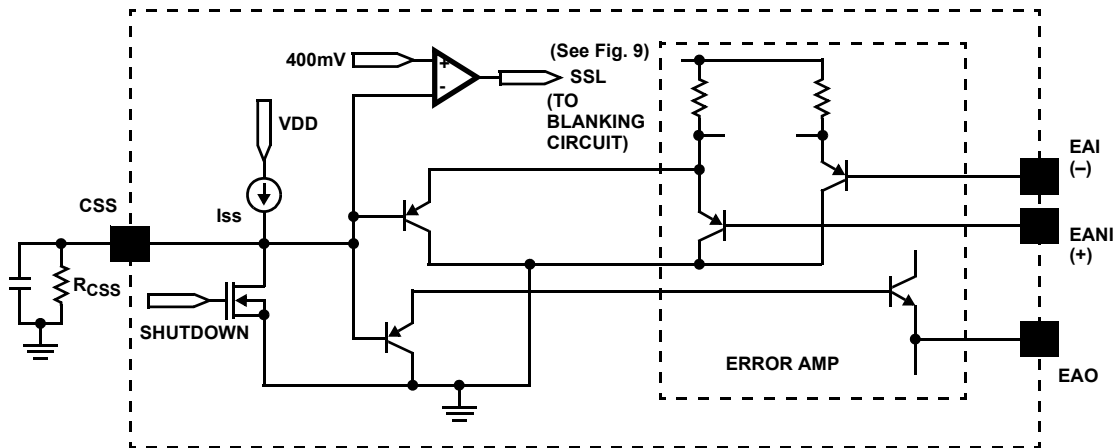 400mV
+
-
(See Fig. 9)
SSL
(TO
BLANKING
CIRCUIT)
VDD
EAI
(–)
CSS
Iss
EANI
(+)
RCSS
SHUTDOWN
ERROR AMP
EAO